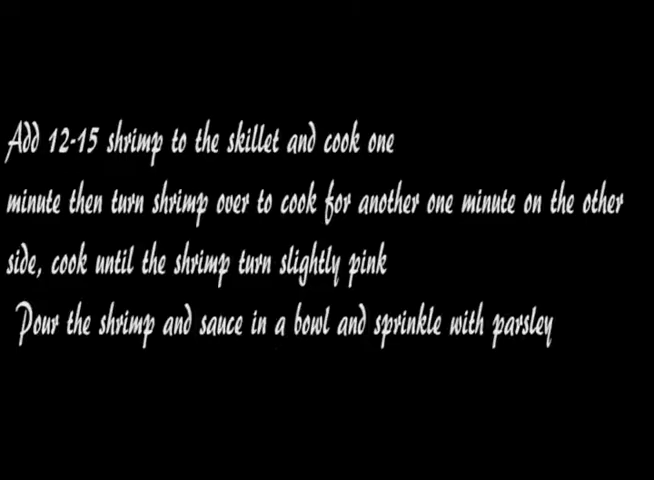 Add 12-15 shrimp to the skillet and cook one
minute then turn shrimp over to cook for another one minute on the other
side, cook until the shrimp turn slightly pink
Pour the shrimp and sauce in a bowl and sprinkle with parsley